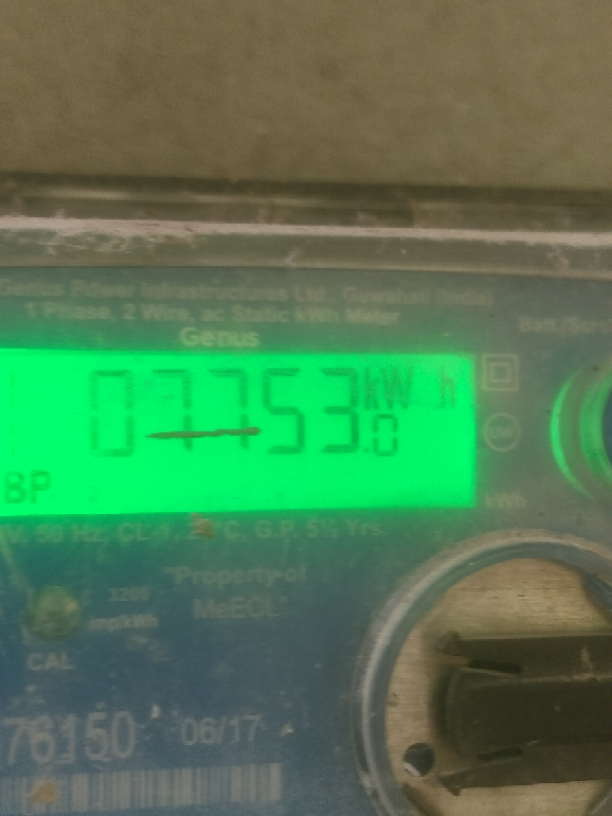 Genus Power Infrastructures Ltd., Guwahati (India)
1 Phase, 2 Wire, ac Static kWh Meter
Genus
07753.0 kW h
BP
kWh
V. 50 Hz, CL-1, G.P. 5½ Yrs.
"Property of
MeECL"
3200
imp/kWh
CAL
76150 06/17